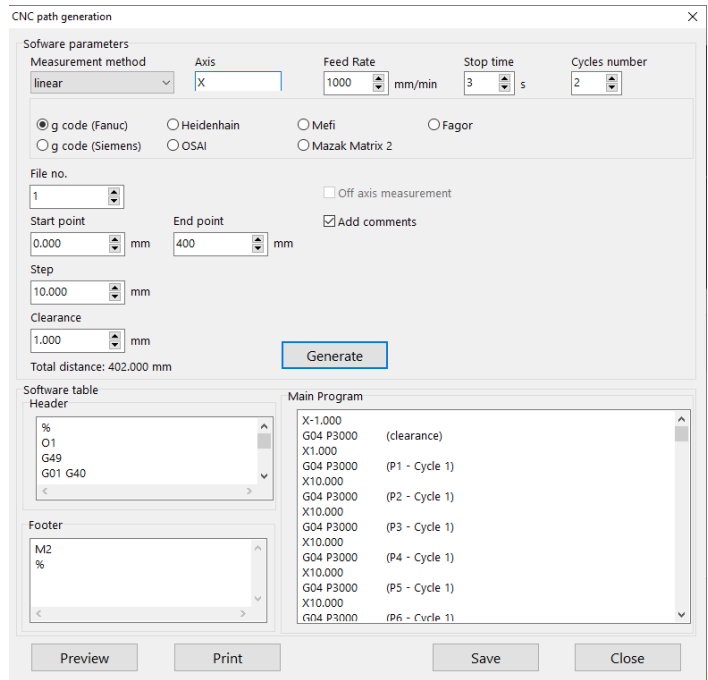 CNC path generation
Sofware parameters
Measurement method Axis Feed Rate Stop time Cycles number
linear X 1000 mm/min 3 s 2
g code (Fanuc) Heidenhain Mefi Fagor
g code (Siemens) OSAI Mazak Matrix 2
File no.
1 Off axis measurement
Start point End point Add comments
0.000 mm 400 mm
Step
10.000 mm
Clearance
1.000 mm
Generate
Total distance: 402.000 mm
Software table
Header
%
O1
G49
G01 G40
Footer
M2
%
Main Program
X-1.000
G04 P3000 (clearance)
X1.000
G04 P3000 (P1 - Cycle 1)
X10.000
G04 P3000 (P2 - Cycle 1)
X10.000
G04 P3000 (P3 - Cycle 1)
X10.000
G04 P3000 (P4 - Cycle 1)
X10.000
G04 P3000 (P5 - Cycle 1)
X10.000
G04 P3000 (P6 - Cycle 1)
Preview Print Save Close